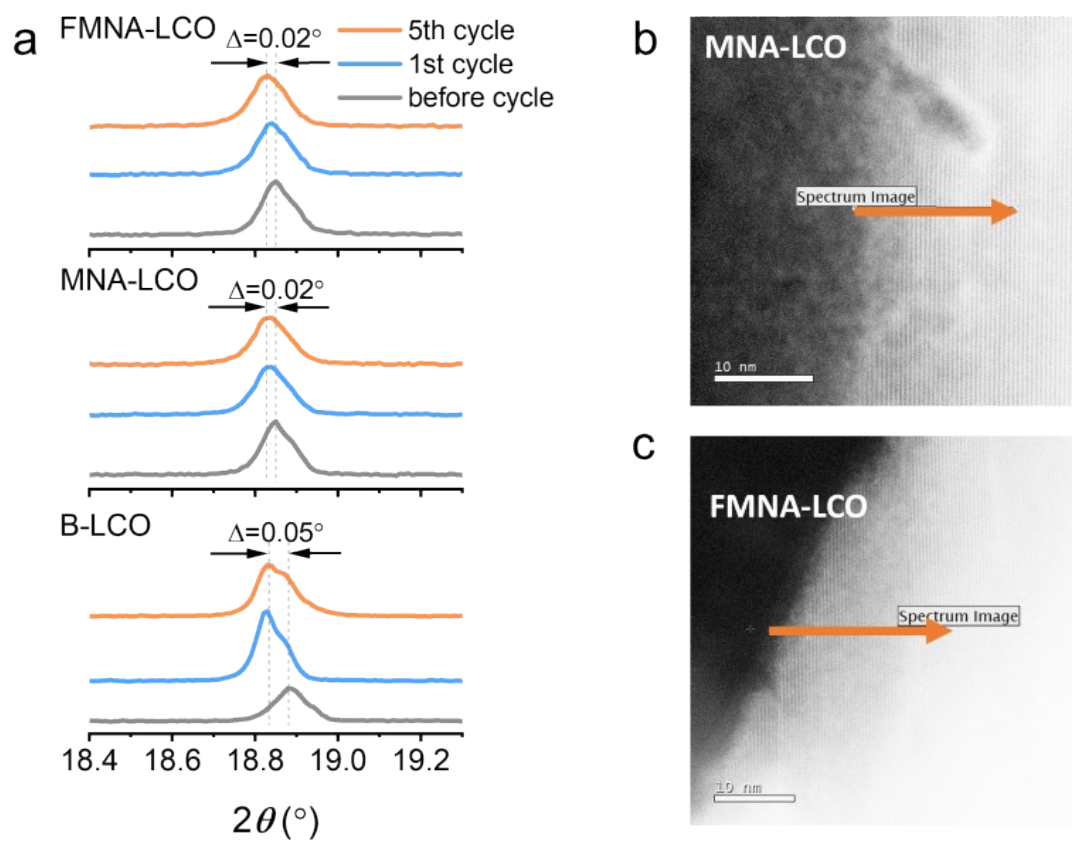 a
FMNA-LCO
Δ=0.02°
5th cycle
1st cycle
before cycle
MNA-LCO
Δ=0.02°
B-LCO
Δ=0.05°
18.4 18.6 18.8 19.0 19.2
2θ (°)
b
MNA-LCO
Spectrum Image
10 nm
c
FMNA-LCO
Spectrum Image
10 nm